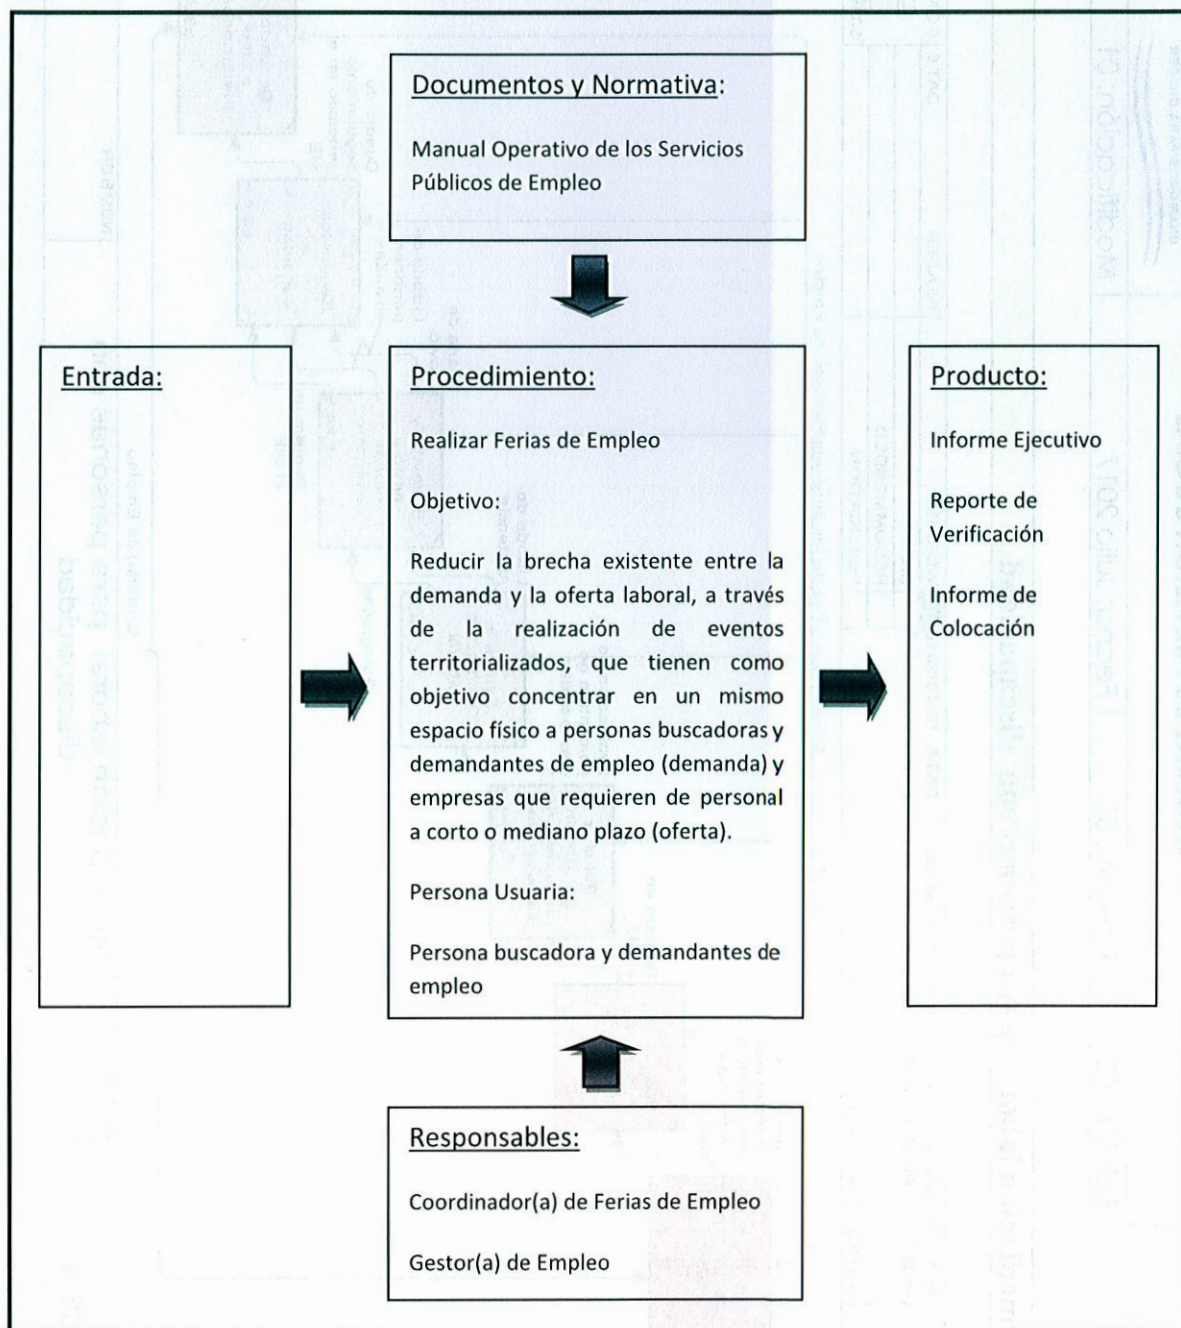 Documentos y Normativa:
Manual Operativo de los Servicios
Públicos de Empleo
Entrada:
Procedimiento:
Realizar Ferias de Empleo
Objetivo:
Reducir la brecha existente entre la
demanda y la oferta laboral, a través
de la realización de eventos
territorializados, que tienen como
objetivo concentrar en un mismo
espacio físico a personas buscadoras y
demandantes de empleo (demanda) y
empresas que requieren de personal
a corto o mediano plazo (oferta).
Persona Usuaria:
Persona buscadora y demandantes de
empleo
Producto:
Informe Ejecutivo
Reporte de
Verificación
Informe de
Colocación
Responsables:
Coordinador(a) de Ferias de Empleo
Gestor(a) de Empleo